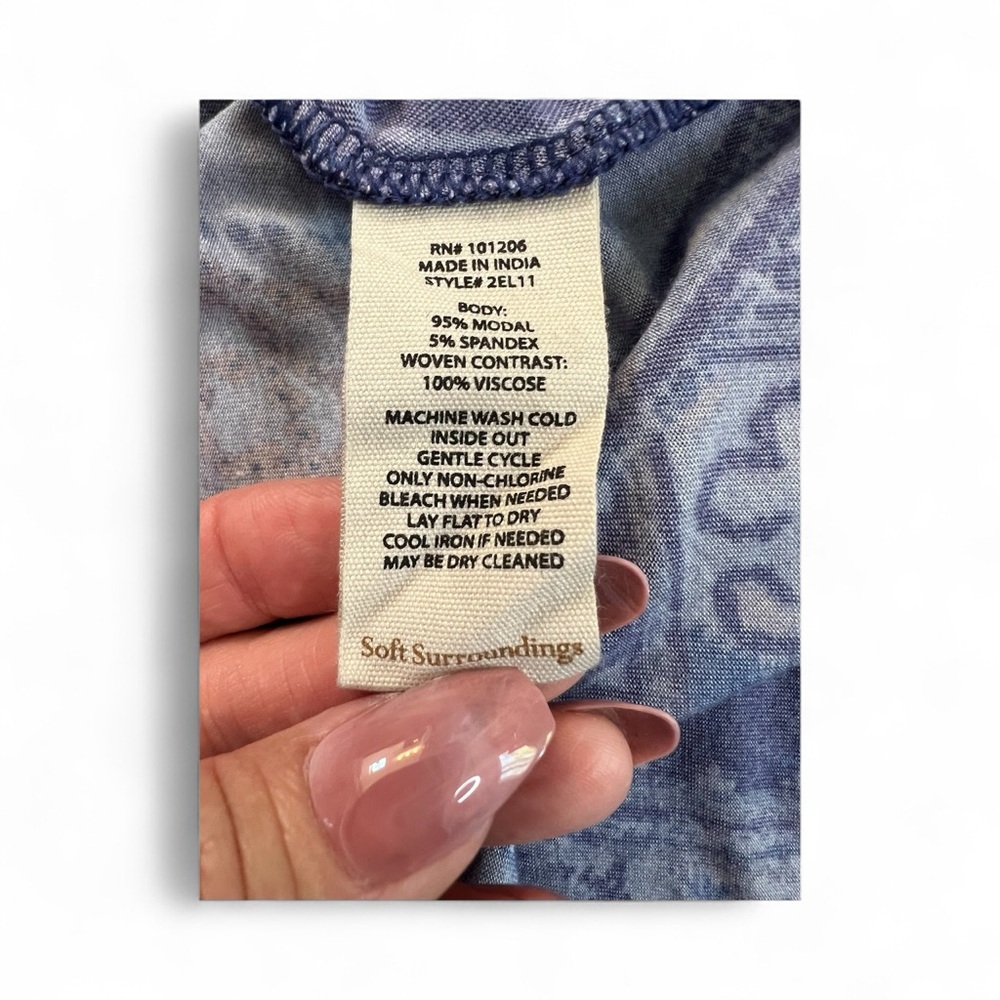 RN# 101206
MADE IN INDIA
STYLE# 2EL11
BODY:
95% MODAL
5% SPANDEX
WOVEN CONTRAST:
100% VISCOSE
MACHINE WASH COLD
INSIDE OUT
GENTLE CYCLE
ONLY NON-CHLORINE
BLEACH WHEN NEEDED
LAY FLAT TO DRY
COOL IRON IF NEEDED
MAY BE DRY CLEANED
Soft Surroundings